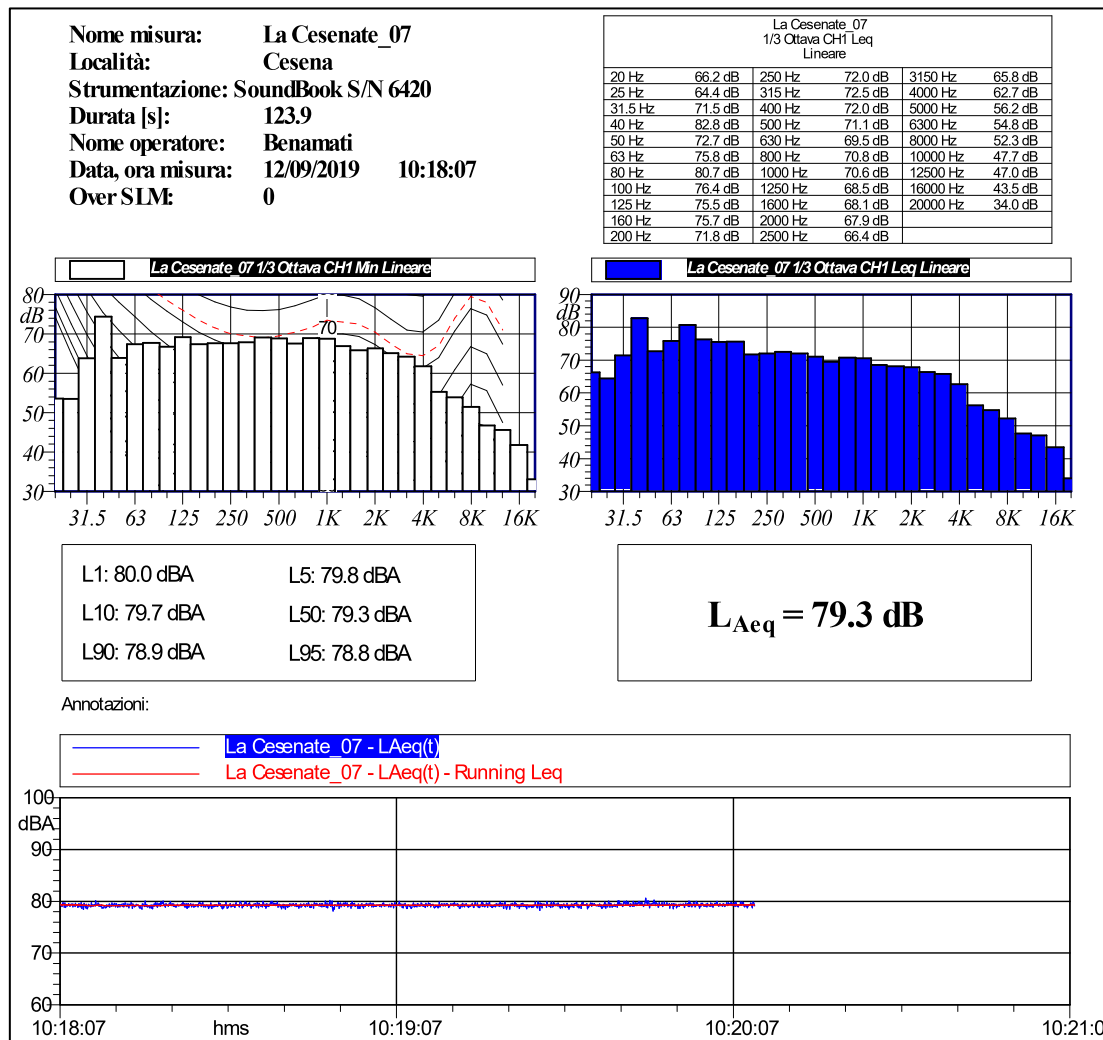 Nome misura: La Cesenate_07
Località: Cesena
Strumentazione: SoundBook S/N 6420
Durata [s]: 123.9
Nome operatore: Benamati
Data, ora misura: 12/09/2019 10:18:07
Over SLM: 0
La Cesenate_07
1/3 Ottava CH1 Leq
Lineare
20 Hz 66.2 dB 250 Hz 72.0 dB 3150 Hz 65.8 dB
25 Hz 64.4 dB 315 Hz 72.5 dB 4000 Hz 62.7 dB
31.5 Hz 71.5 dB 400 Hz 72.0 dB 5000 Hz 56.2 dB
40 Hz 82.8 dB 500 Hz 71.1 dB 6300 Hz 54.8 dB
50 Hz 72.7 dB 630 Hz 69.5 dB 8000 Hz 52.3 dB
63 Hz 75.8 dB 800 Hz 70.8 dB 10000 Hz 47.7 dB
80 Hz 80.7 dB 1000 Hz 70.6 dB 12500 Hz 47.0 dB
100 Hz 76.4 dB 1250 Hz 68.5 dB 16000 Hz 43.5 dB
125 Hz 75.5 dB 1600 Hz 68.1 dB 20000 Hz 34.0 dB
160 Hz 75.7 dB 2000 Hz 67.9 dB
200 Hz 71.8 dB 2500 Hz 66.4 dB
La Cesenate_07 1/3 Ottava CH1 Min Lineare
80
dB
70
60
50
40
30
70
31.5 63 125 250 500 1K 2K 4K 8K 16K
La Cesenate_07 1/3 Ottava CH1 Leq Lineare
90
dB
80
70
60
50
40
30
31.5 63 125 250 500 1K 2K 4K 8K 16K
L1: 80.0 dBA L5: 79.8 dBA
L10: 79.7 dBA L50: 79.3 dBA
L90: 78.9 dBA L95: 78.8 dBA
LAeq = 79.3 dB
Annotazioni:
La Cesenate_07 - LAeq(t)
La Cesenate_07 - LAeq(t) - Running Leq
100
dBA
90
80
70
60
10:18:07 hms 10:19:07 10:20:07 10:21:0